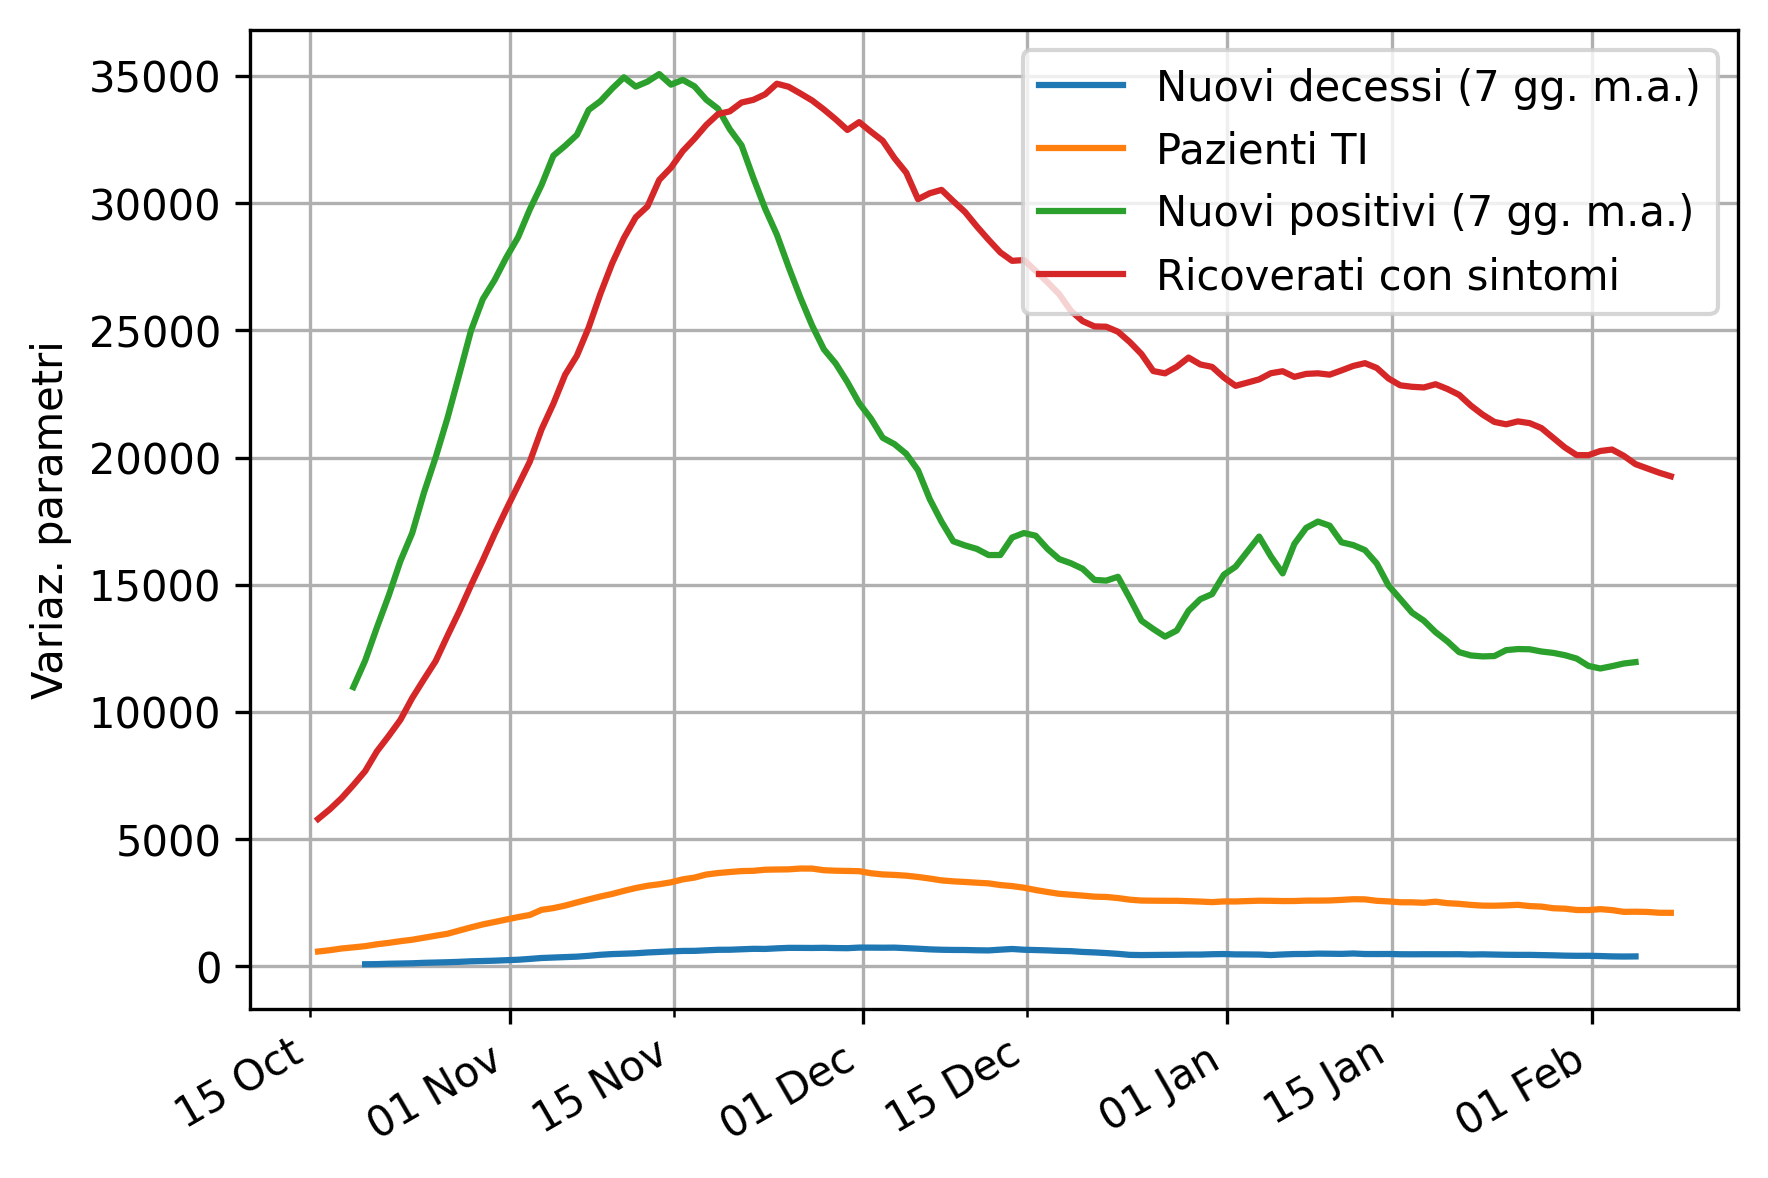 35000
30000
25000
20000
15000
10000
5000
0
Variaz. parametri
Nuovi decessi (7 gg. m.a.)
Pazienti TI
Nuovi positivi (7 gg. m.a.)
Ricoverati con sintomi
15 Oct
01 Nov
15 Nov
01 Dec
15 Dec
01 Jan
15 Jan
01 Feb